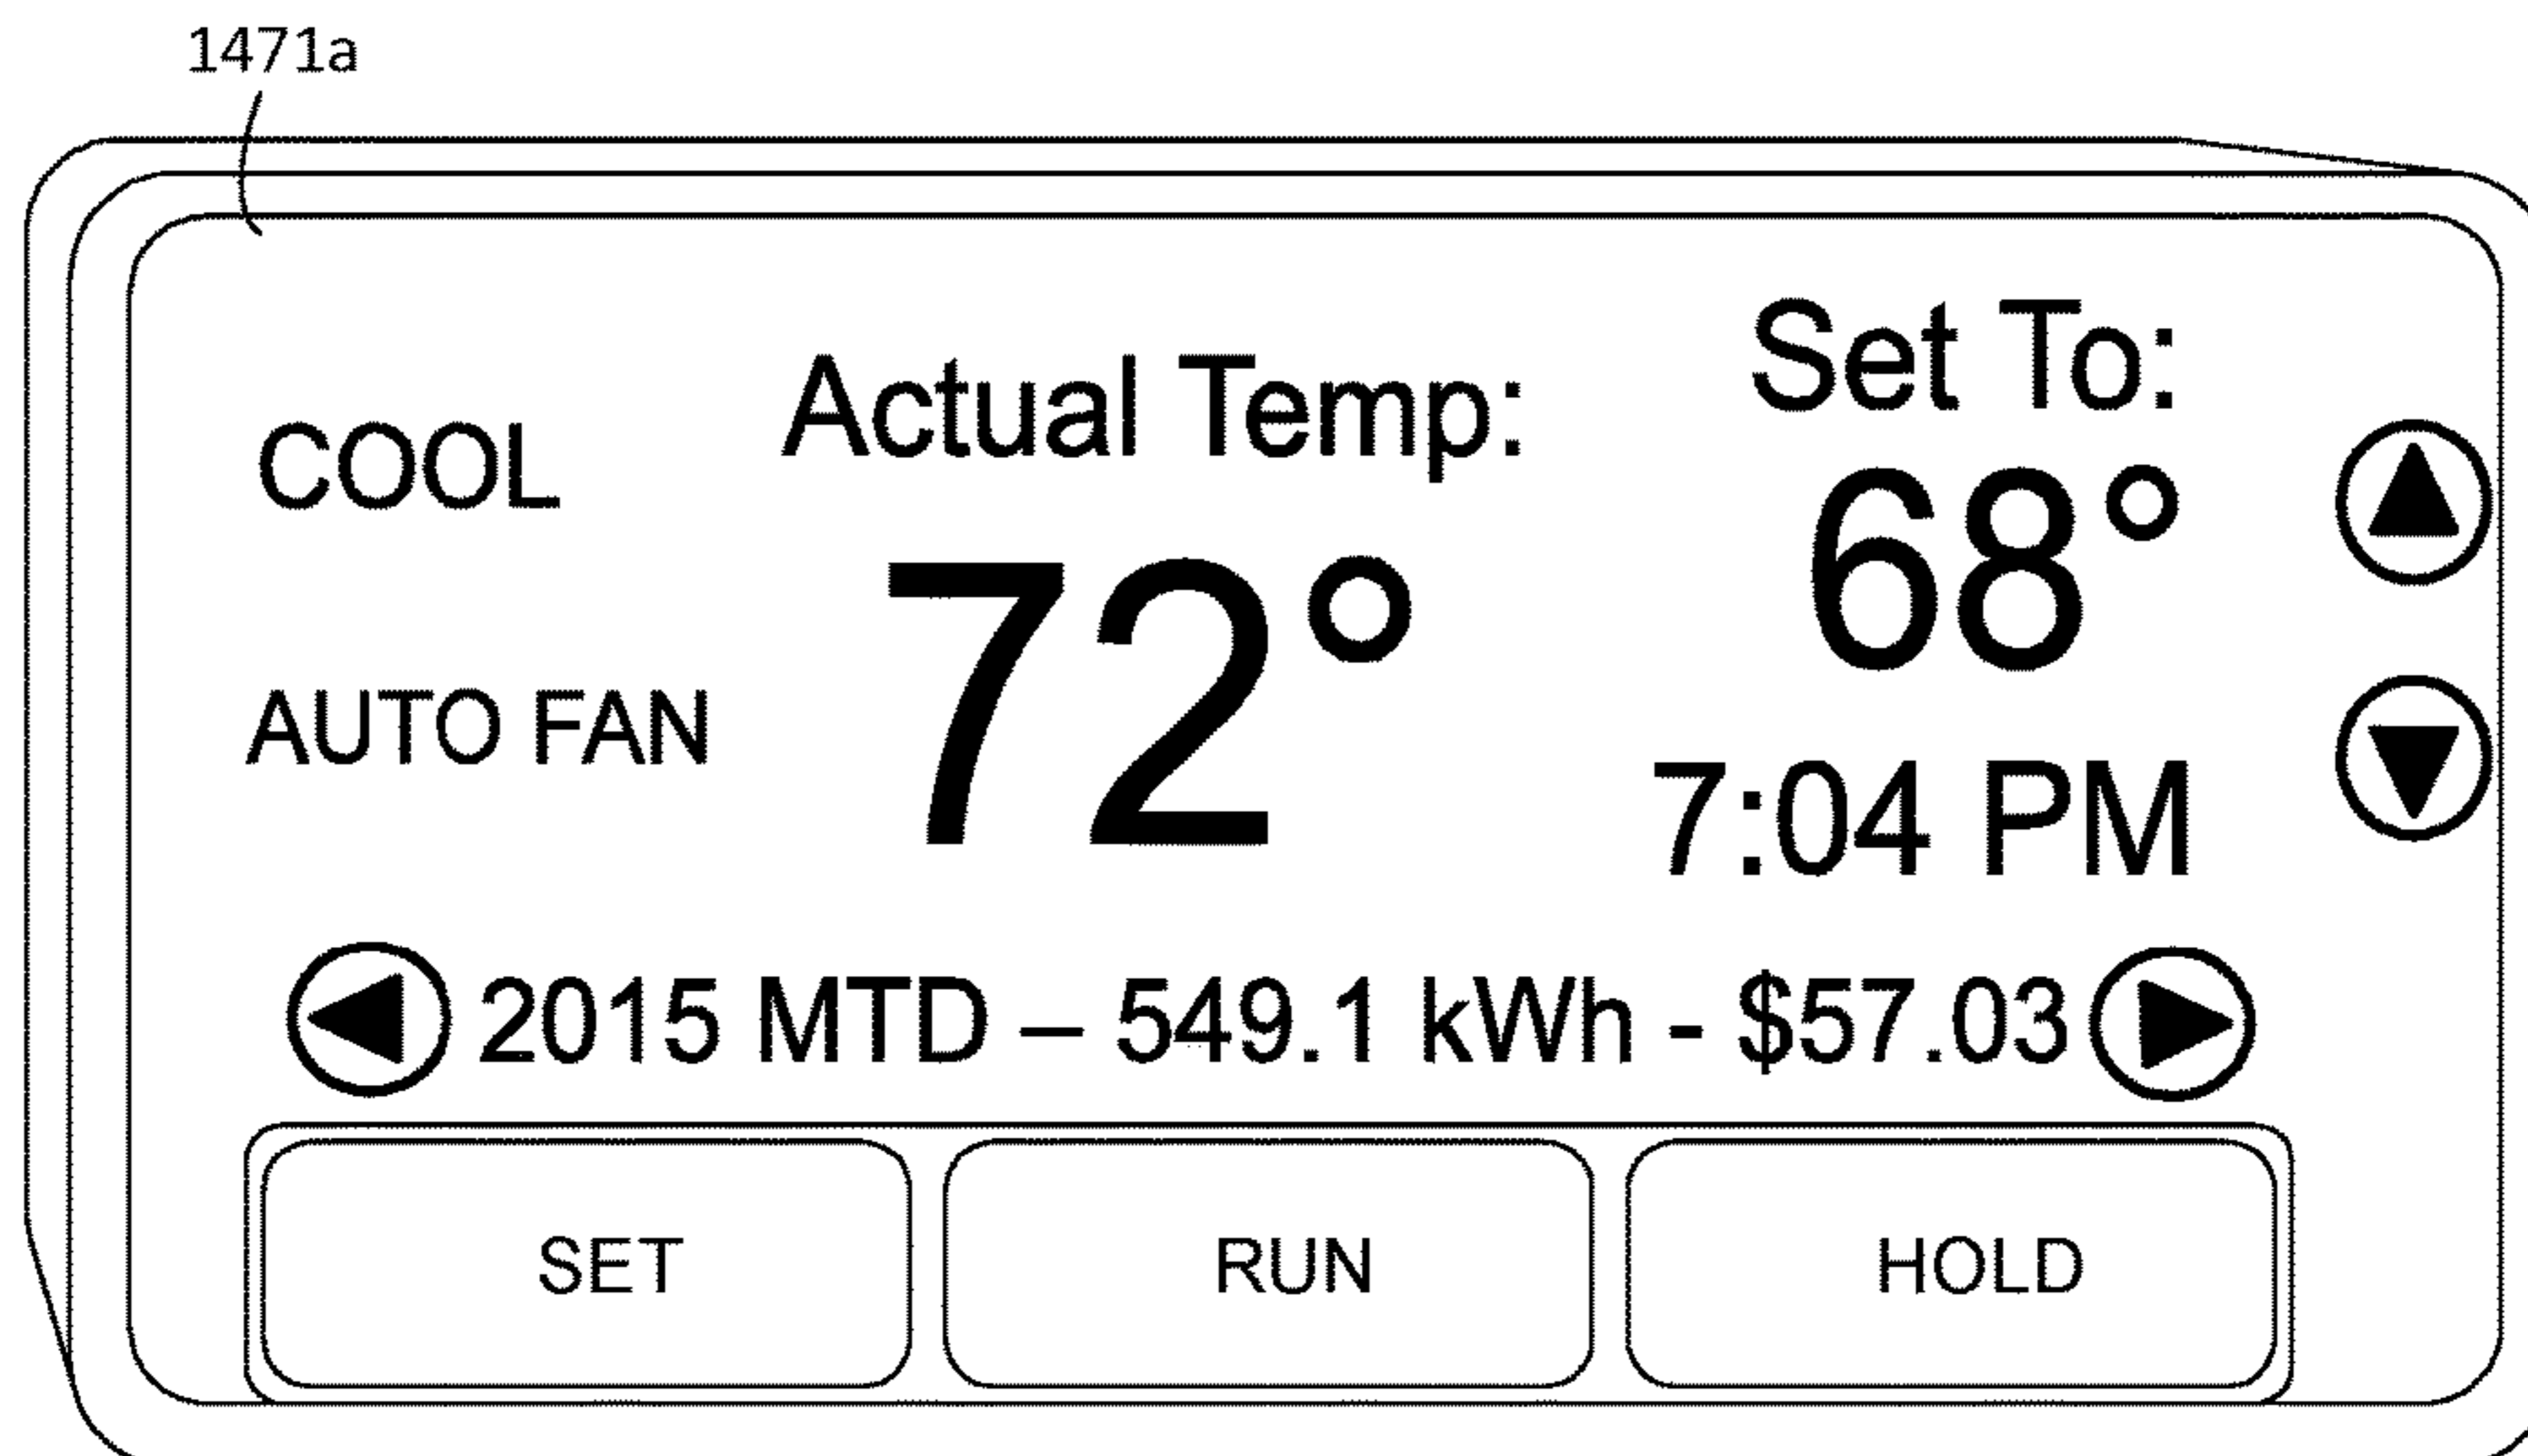 1471a
COOL
AUTO FAN
Actual Temp:
72°
Set To:
68°
7:04 PM
2015 MTD – 549.1 kWh - $57.03
SET
RUN
HOLD